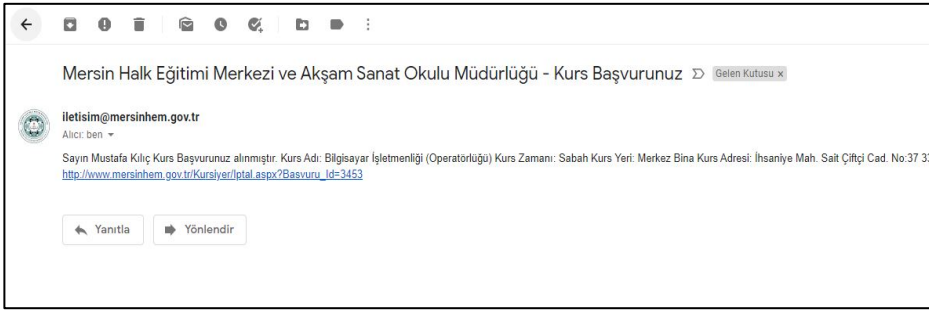 Mersin Halk Eğitimi Merkezi ve Akşam Sanat Okulu Müdürlüğü - Kurs Başvurunuz Gelen Kutusu x
iletisim@mersinhem.gov.tr
Alıcı: ben
Sayın Mustafa Kılıç Kurs Başvurunuz alınmıştır. Kurs Adı: Bilgisayar İşletmenliği (Operatörlüğü) Kurs Zamanı: Sabah Kurs Yeri: Merkez Bina Kurs Adresi: İhsaniye Mah. Sait Çiftçi Cad. No:37 33
http://www.mersinhem.gov.tr/Kursiyer/Iptal.aspx?Basvuru_Id=3453
Yanıtla Yönlendir